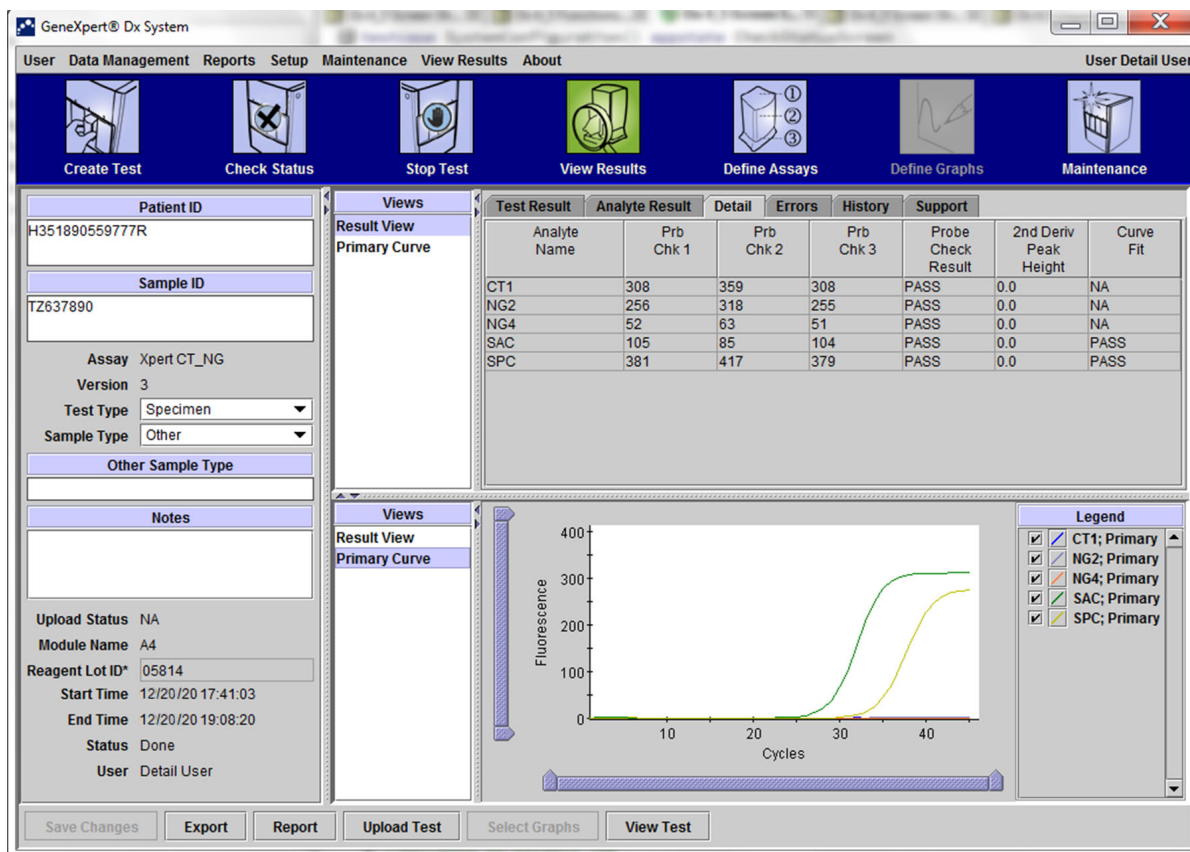 GeneXpert® Dx System
User Data Management Reports Setup Maintenance View Results About User Detail User
Create Test Check Status Stop Test View Results Define Assays Define Graphs Maintenance
Patient ID
H351890559777R
Sample ID
TZ637890
Assay Xpert CT_NG
Version 3
Test Type Specimen
Sample Type Other
Other Sample Type
Notes
Upload Status NA
Module Name A4
Reagent Lot ID* 05814
Start Time 12/20/20 17:41:03
End Time 12/20/20 19:08:20
Status Done
User Detail User
Views
Result View
Primary Curve
Test Result Analyte Result Detail Errors History Support
Analyte Name Prb Chk 1 Prb Chk 2 Prb Chk 3 Probe Check Result 2nd Deriv Peak Height Curve Fit
CT1 308 359 308 PASS 0.0 NA
NG2 256 318 255 PASS 0.0 NA
NG4 52 63 51 PASS 0.0 NA
SAC 105 85 104 PASS 0.0 PASS
SPC 381 417 379 PASS 0.0 PASS
Views
Result View
Primary Curve
Fluorescence
400
300
200
100
0
10 20 30 40
Cycles
Legend
CT1; Primary
NG2; Primary
NG4; Primary
SAC; Primary
SPC; Primary
Save Changes Export Report Upload Test Select Graphs View Test